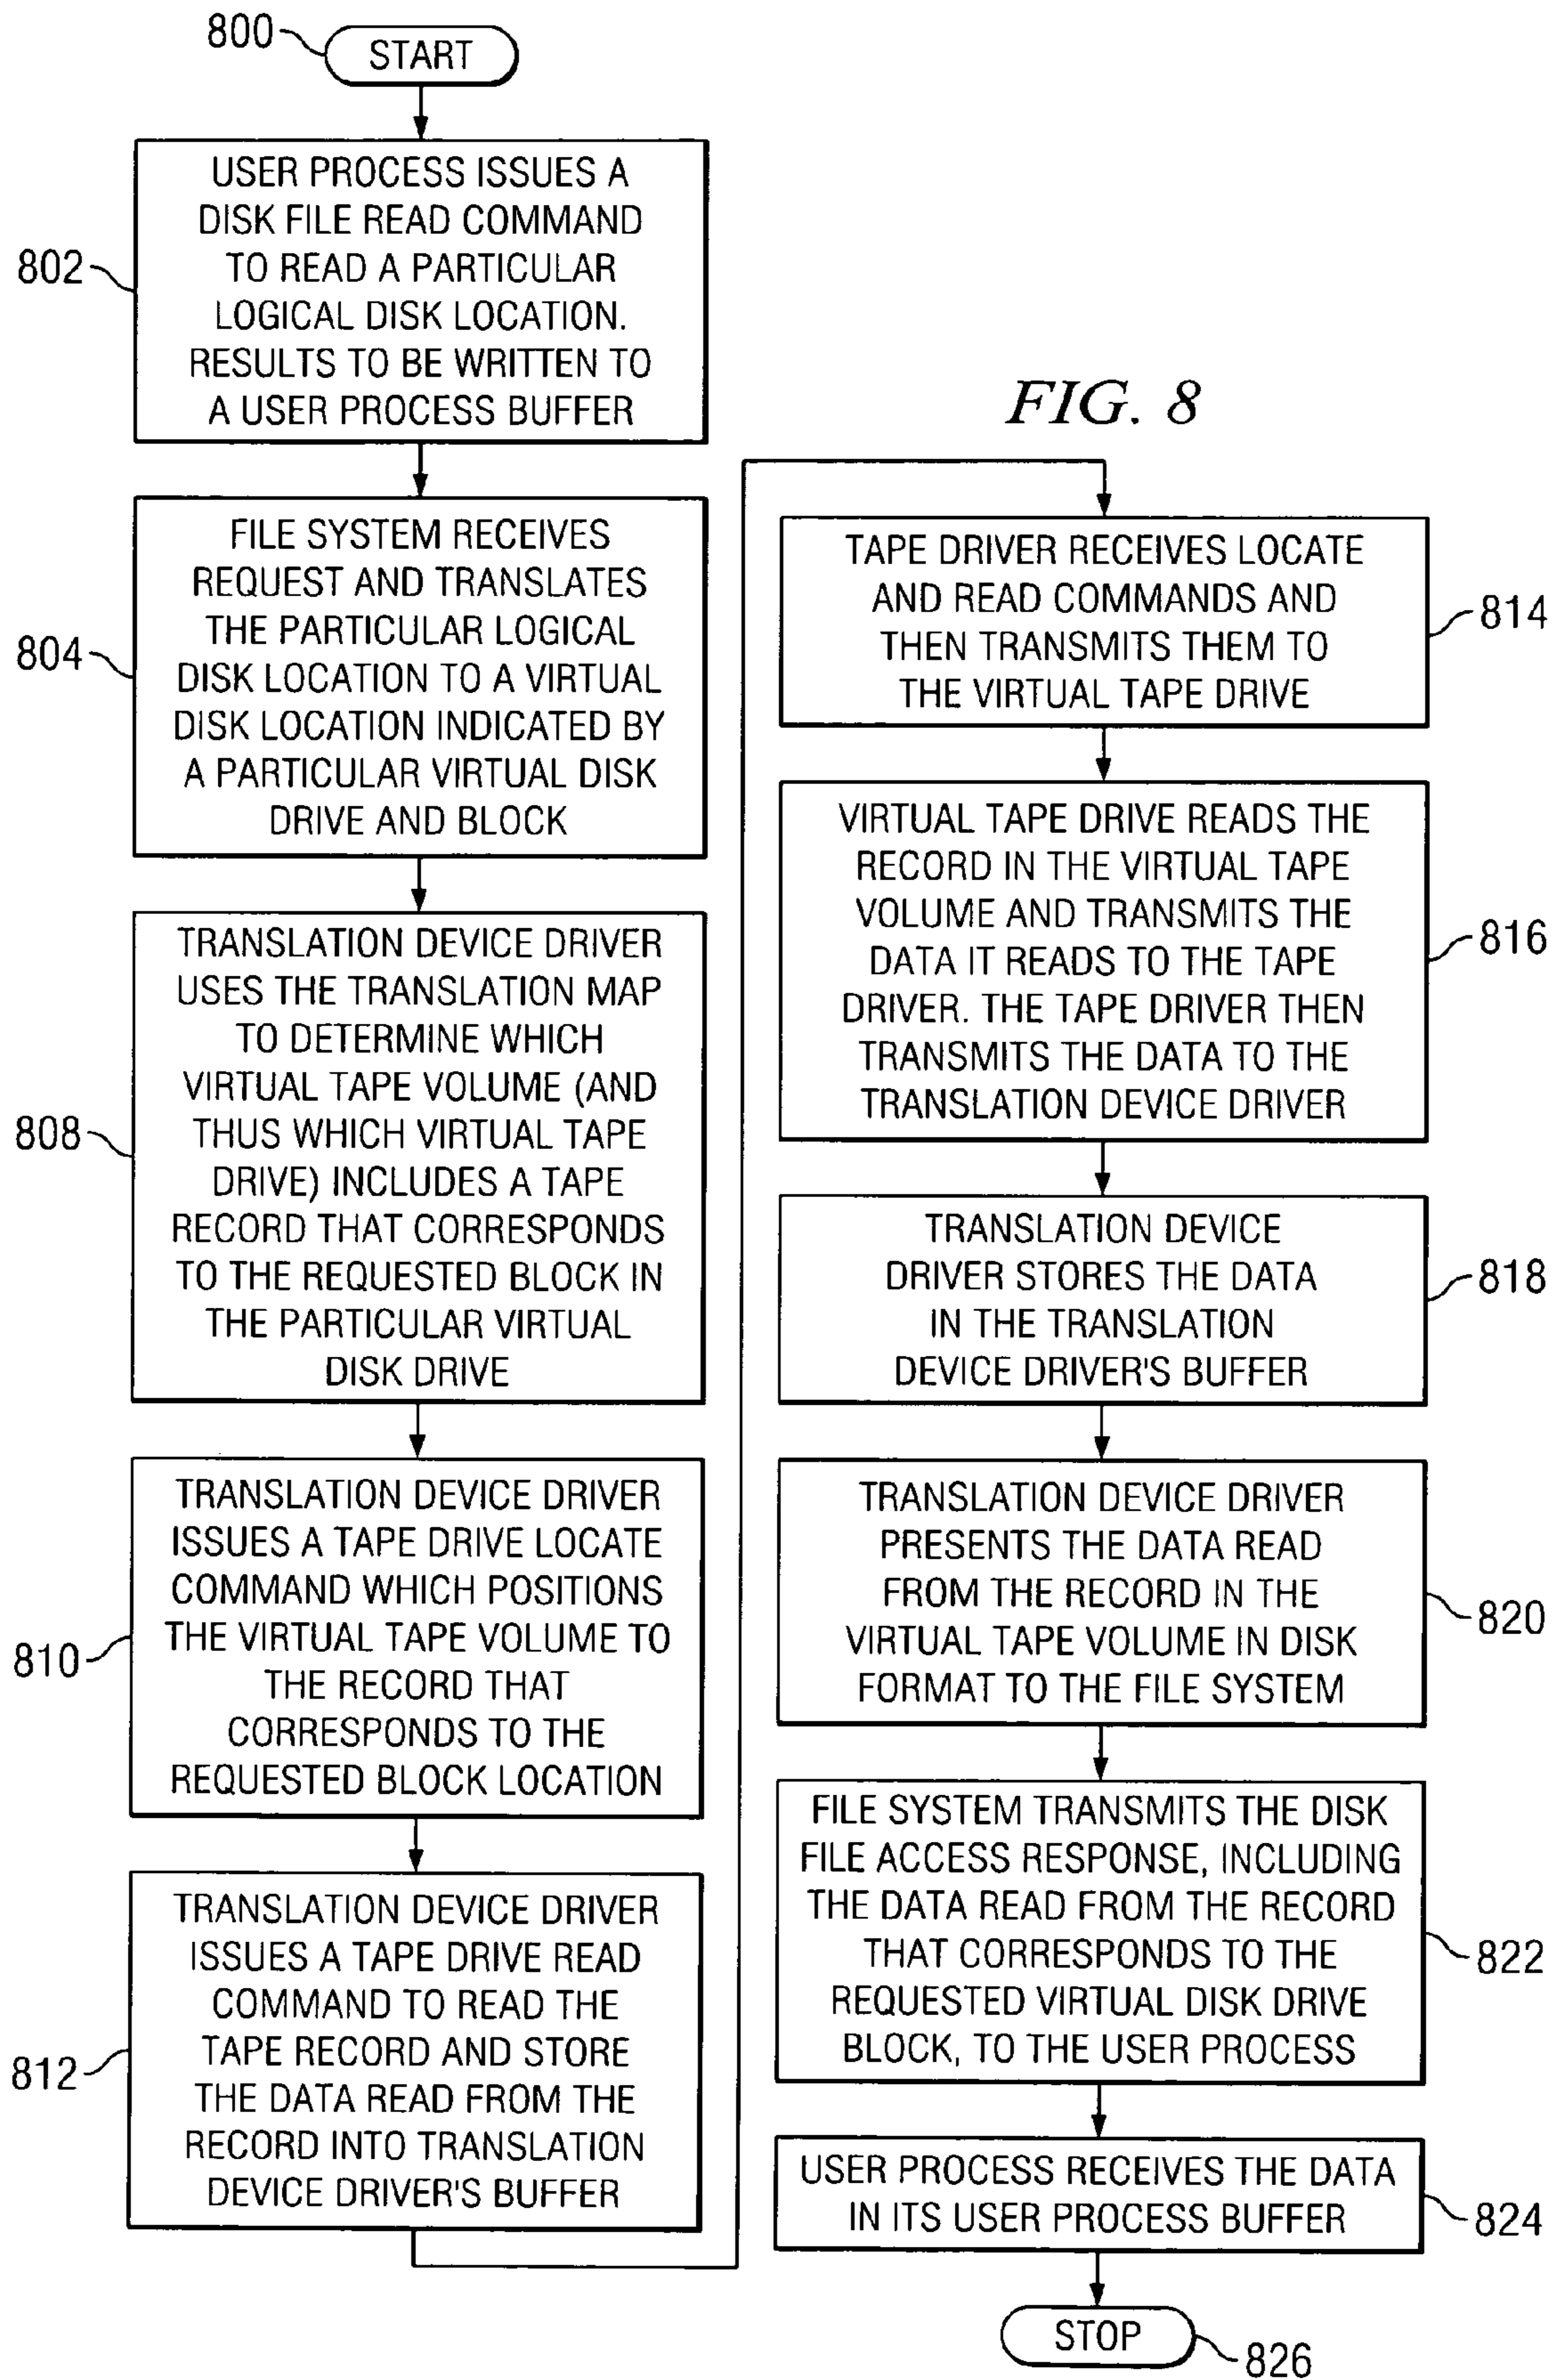 800
START
802
USER PROCESS ISSUES A
DISK FILE READ COMMAND
TO READ A PARTICULAR
LOGICAL DISK LOCATION.
RESULTS TO BE WRITTEN TO
A USER PROCESS BUFFER
804
FILE SYSTEM RECEIVES
REQUEST AND TRANSLATES
THE PARTICULAR LOGICAL
DISK LOCATION TO A VIRTUAL
DISK LOCATION INDICATED BY
A PARTICULAR VIRTUAL DISK
DRIVE AND BLOCK
808
TRANSLATION DEVICE DRIVER
USES THE TRANSLATION MAP
TO DETERMINE WHICH
VIRTUAL TAPE VOLUME (AND
THUS WHICH VIRTUAL TAPE
DRIVE) INCLUDES A TAPE
RECORD THAT CORRESPONDS
TO THE REQUESTED BLOCK IN
THE PARTICULAR VIRTUAL
DISK DRIVE
810
TRANSLATION DEVICE DRIVER
ISSUES A TAPE DRIVE LOCATE
COMMAND WHICH POSITIONS
THE VIRTUAL TAPE VOLUME TO
THE RECORD THAT
CORRESPONDS TO THE
REQUESTED BLOCK LOCATION
812
TRANSLATION DEVICE DRIVER
ISSUES A TAPE DRIVE READ
COMMAND TO READ THE
TAPE RECORD AND STORE
THE DATA READ FROM THE
RECORD INTO TRANSLATION
DEVICE DRIVER'S BUFFER
FIG. 8
TAPE DRIVER RECEIVES LOCATE
AND READ COMMANDS AND
THEN TRANSMITS THEM TO
THE VIRTUAL TAPE DRIVE
814
VIRTUAL TAPE DRIVE READS THE
RECORD IN THE VIRTUAL TAPE
VOLUME AND TRANSMITS THE
DATA IT READS TO THE TAPE
DRIVER. THE TAPE DRIVER THEN
TRANSMITS THE DATA TO THE
TRANSLATION DEVICE DRIVER
816
TRANSLATION DEVICE
DRIVER STORES THE DATA
IN THE TRANSLATION
DEVICE DRIVER'S BUFFER
818
TRANSLATION DEVICE DRIVER
PRESENTS THE DATA READ
FROM THE RECORD IN THE
VIRTUAL TAPE VOLUME IN DISK
FORMAT TO THE FILE SYSTEM
820
FILE SYSTEM TRANSMITS THE DISK
FILE ACCESS RESPONSE, INCLUDING
THE DATA READ FROM THE RECORD
THAT CORRESPONDS TO THE
REQUESTED VIRTUAL DISK DRIVE
BLOCK, TO THE USER PROCESS
822
USER PROCESS RECEIVES THE DATA
IN ITS USER PROCESS BUFFER
824
STOP
826